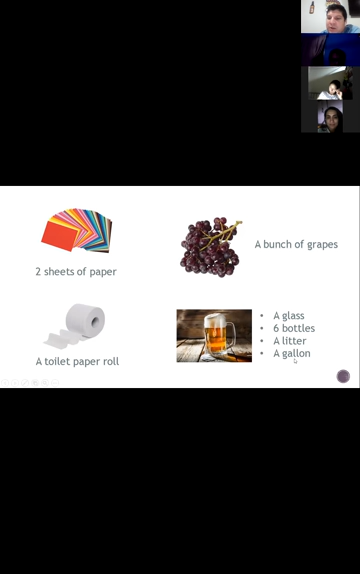 2 sheets of paper
A bunch of grapes
A toilet paper roll
• A glass
• 6 bottles
• A litter
• A gallon